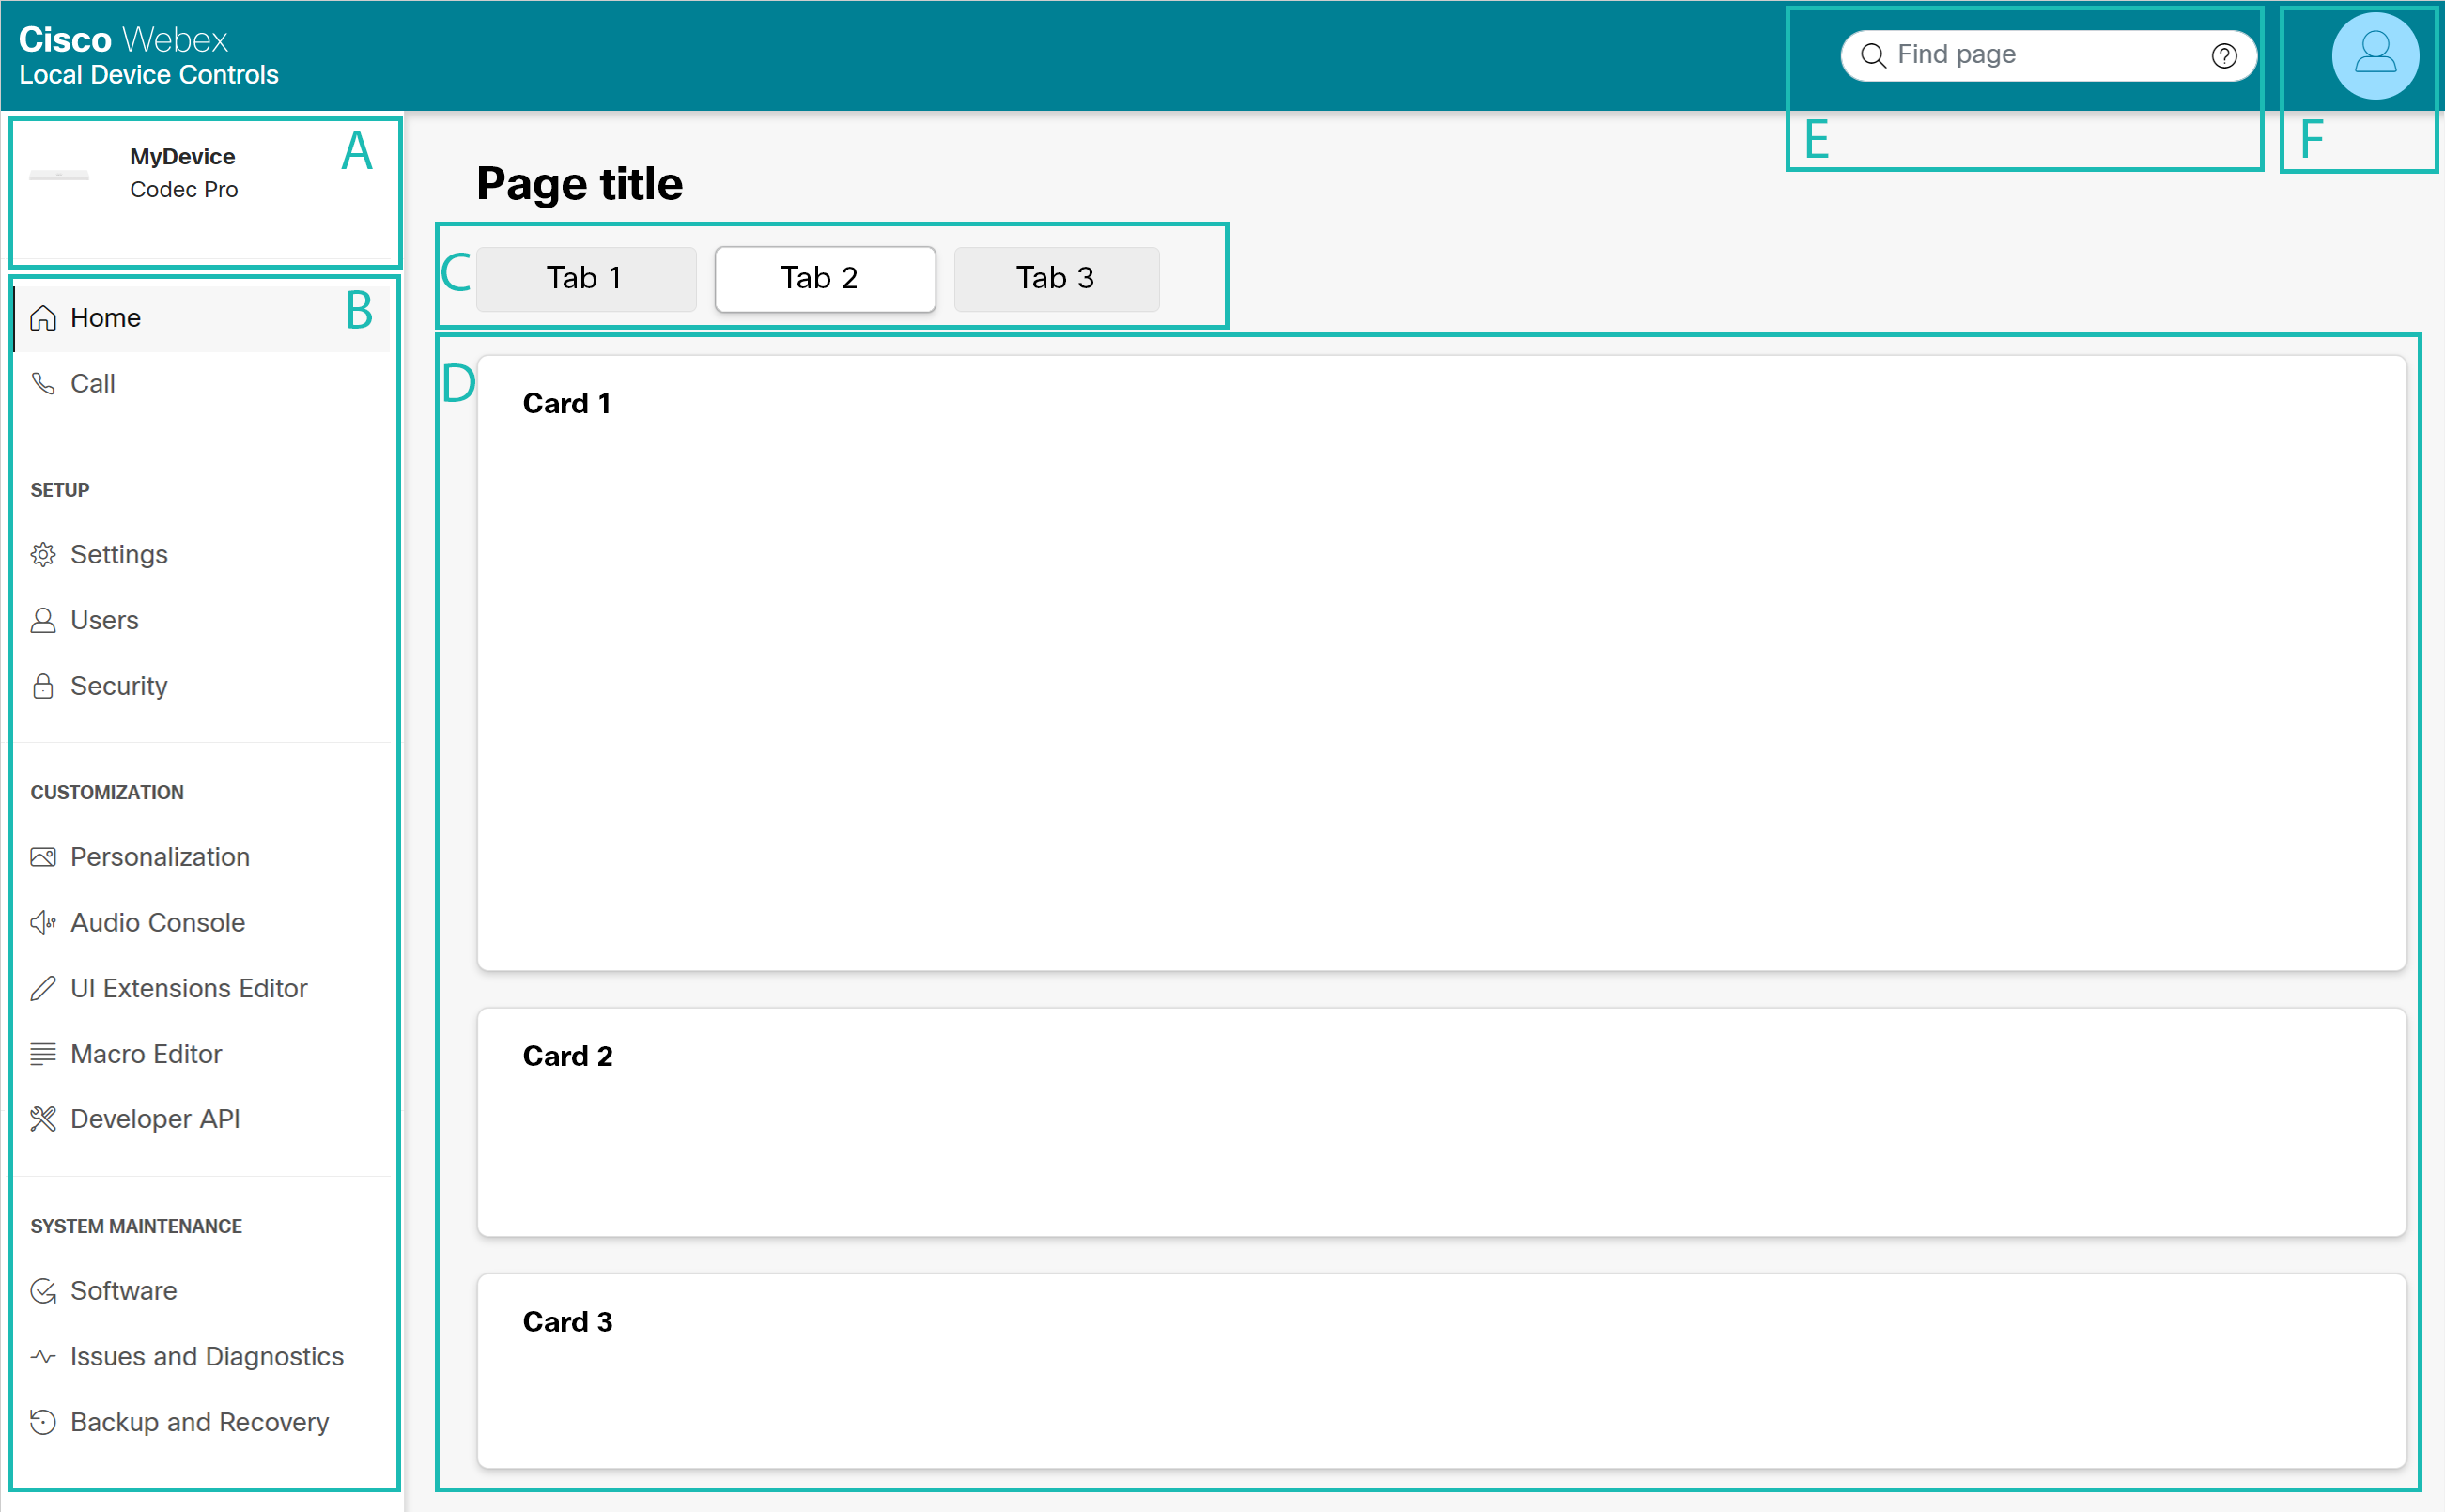 Cisco Webex
Local Device Controls
Find page
E
F
MyDevice
Codec Pro
A
B
Home
Call
SETUP
Settings
Users
Security
CUSTOMIZATION
Personalization
Audio Console
UI Extensions Editor
Macro Editor
Developer API
SYSTEM MAINTENANCE
Software
Issues and Diagnostics
Backup and Recovery
Page title
C
Tab 1
Tab 2
Tab 3
D
Card 1
Card 2
Card 3